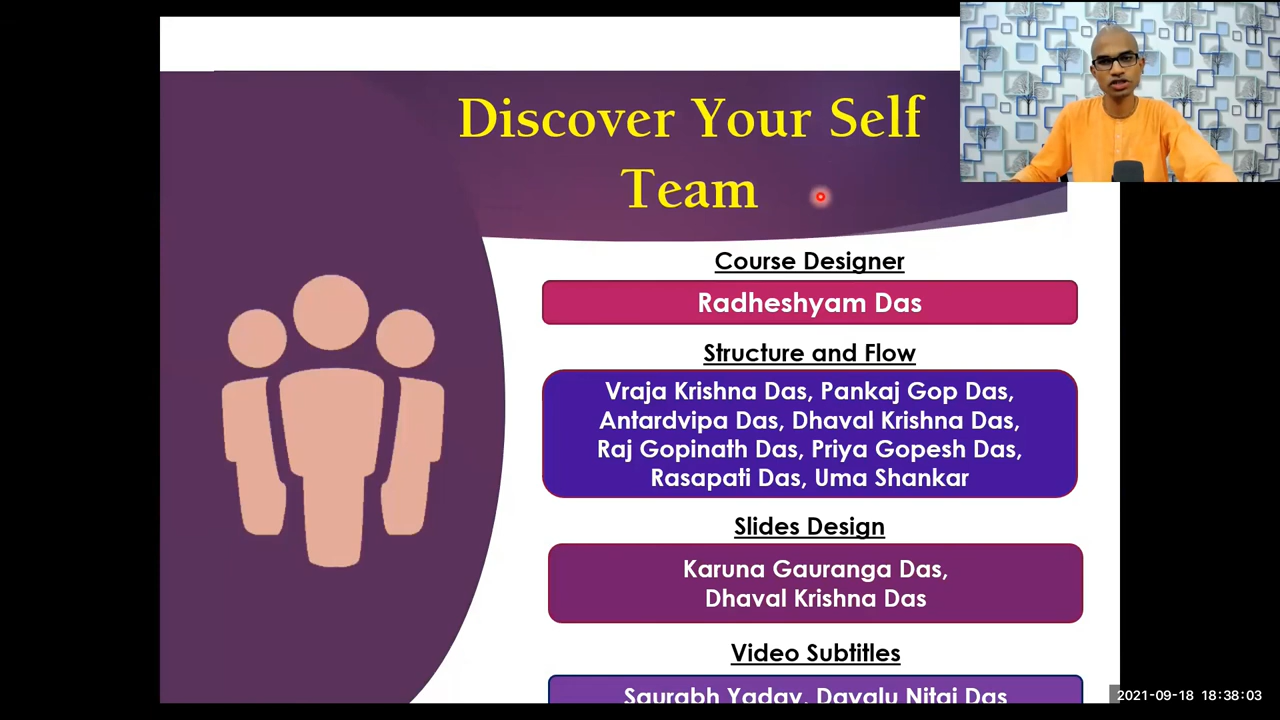 Discover Your Self
Team
Course Designer
Radheshyam Das
Structure and Flow
Vraja Krishna Das, Pankaj Gop Das,
Antardvipa Das, Dhaval Krishna Das,
Raj Gopinath Das, Priya Gopesh Das,
Rasapati Das, Uma Shankar
Slides Design
Karuna Gauranga Das,
Dhaval Krishna Das
Video Subtitles
Saurabh Yadav, Dayalu Nitai Das
2021-09-18 18:38:03